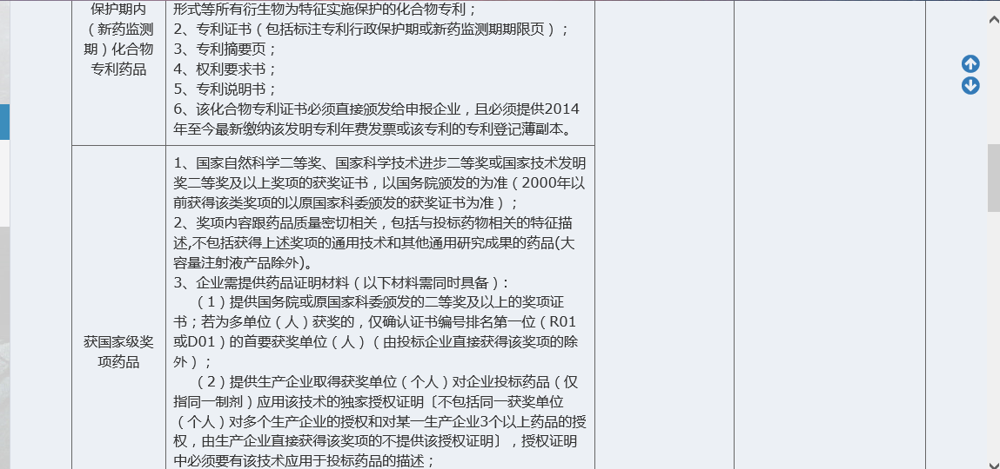 保护期内
（新药监测
期）化合物
专利药品
形式等所有衍生物为特征实施保护的化合物专利；
2、专利证书（包括标注专利行政保护期或新药监测期期限页）；
3、专利摘要页；
4、权利要求书；
5、专利说明书；
6、该化合物专利证书必须直接颁发给申报企业，且必须提供2014
年至今最新缴纳该发明专利年费发票或该专利的专利登记薄副本。
获国家级奖
项药品
1、国家自然科学二等奖、国家科学技术进步二等奖或国家技术发明
奖二等奖及以上奖项的获奖证书，以国务院颁发的为准（2000年以
前获得该类奖项的以原国家科委颁发的获奖证书为准）；
2、奖项内容跟药品质量密切相关，包括与投标药物相关的特征描
述,不包括获得上述奖项的通用技术和其他通用研究成果的药品(大
容量注射液产品除外)。
3、企业需提供药品证明材料（以下材料需同时具备）:
（1）提供国务院或原国家科委颁发的二等奖及以上的奖项证
书；若为多单位（人）获奖的，仅确认证书编号排名第一位（R01
或D01）的首要获奖单位（人）（由投标企业直接获得该奖项的除
外）；
（2）提供生产企业取得获奖单位（个人）对企业投标药品（仅
指同一制剂）应用该技术的独家授权证明〔不包括同一获奖单位
（个人）对多个生产企业的授权和对某一生产企业3个以上药品的授
权，由生产企业直接获得该奖项的不提供该授权证明〕，授权证明
中必须要有该技术应用于投标药品的描述；